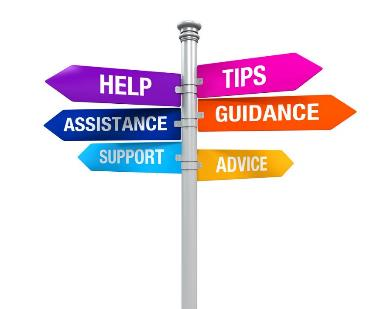 HELP
TIPS
ASSISTANCE
GUIDANCE
SUPPORT
ADVICE